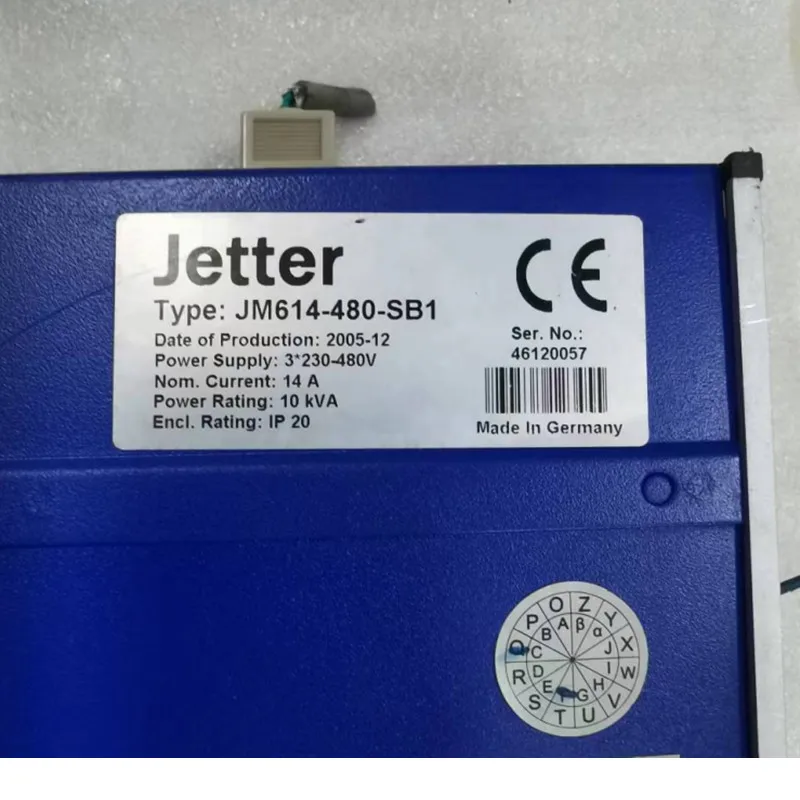 Jetter
CE
Type: JM614-480-SB1
Date of Production: 2005-12
Power Supply: 3*230-480V
Nom. Current: 14 A
Power Rating: 10 kVA
Encl. Rating: IP 20
Ser. No.:
46120057
Made In Germany
O Z Y X W V U T S R Q P
A β α J I H G F E D C B